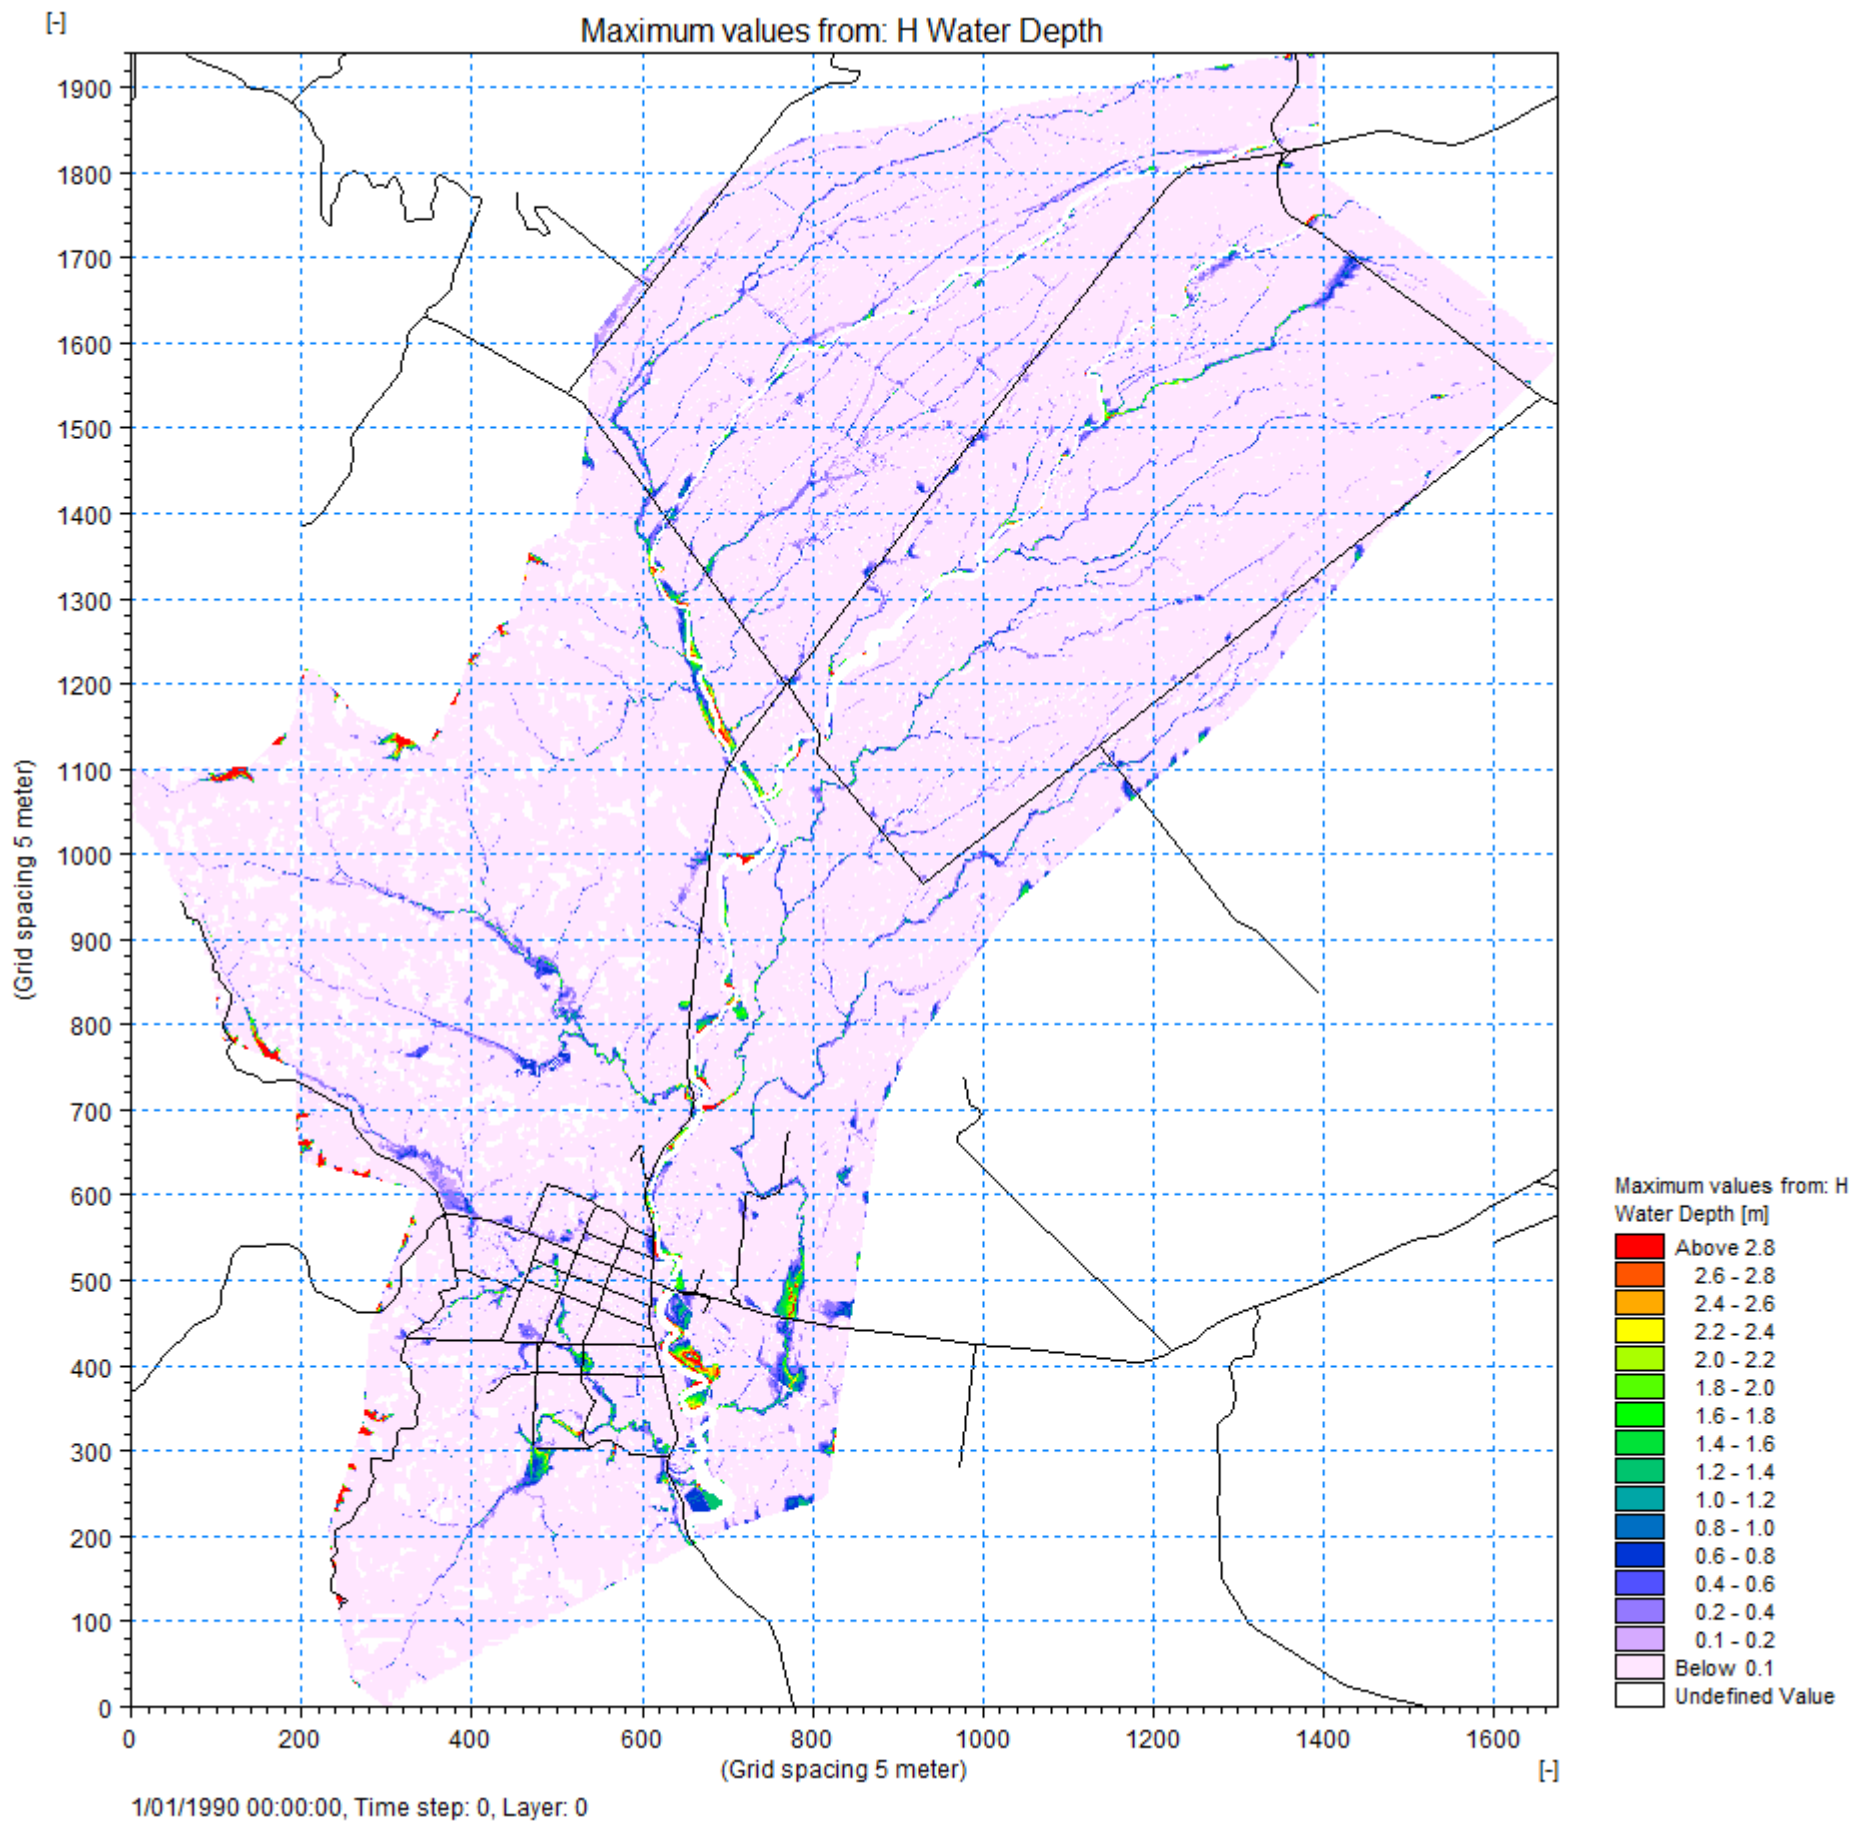 [-]
Maximum values from: H Water Depth
1900
1800
1700
1600
1500
1400
1300
1200
1100
1000
900
800
700
600
500
400
300
200
100
0
(Grid spacing 5 meter)
0 200 400 600 800 1000 1200 1400 1600
(Grid spacing 5 meter)
[-]
1/01/1990 00:00:00, Time step: 0, Layer: 0
Maximum values from: H
Water Depth [m]
Above 2.8
2.6 - 2.8
2.4 - 2.6
2.2 - 2.4
2.0 - 2.2
1.8 - 2.0
1.6 - 1.8
1.4 - 1.6
1.2 - 1.4
1.0 - 1.2
0.8 - 1.0
0.6 - 0.8
0.4 - 0.6
0.2 - 0.4
0.1 - 0.2
Below 0.1
Undefined Value